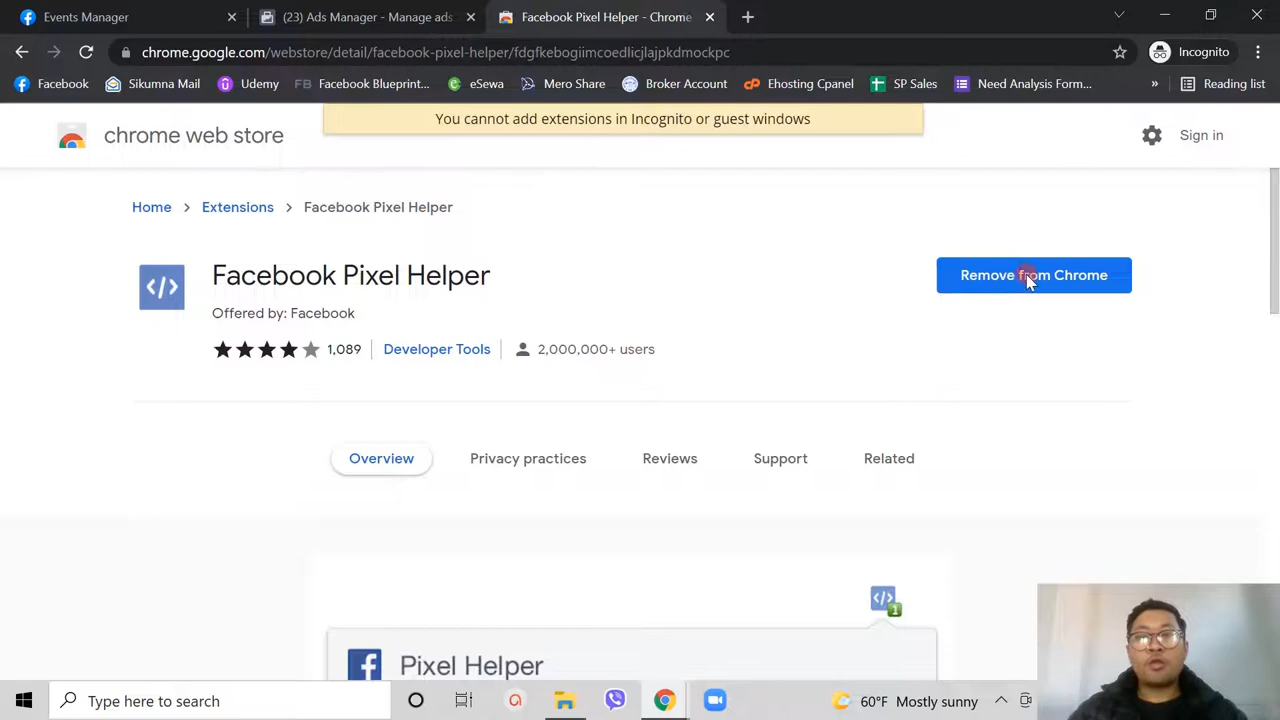 Events Manager
(23) Ads Manager - Manage ads
Facebook Pixel Helper - Chrome
chrome.google.com/webstore/detail/facebook-pixel-helper/fdgfkebogiimcoedlicjlajpkdmockpc
Incognito
Facebook
Sikumna Mail
Udemy
FB Facebook Blueprint...
eSewa
Mero Share
Broker Account
cP Ehosting Cpanel
SP Sales
Need Analysis Form...
»
Reading list
You cannot add extensions in Incognito or guest windows
chrome web store
Sign in
Home > Extensions > Facebook Pixel Helper
</> Facebook Pixel Helper
Remove from Chrome
Offered by: Facebook
1,089
Developer Tools
2,000,000+ users
Overview
Privacy practices
Reviews
Support
Related
</> 1
f Pixel Helper
Type here to search
60°F Mostly sunny